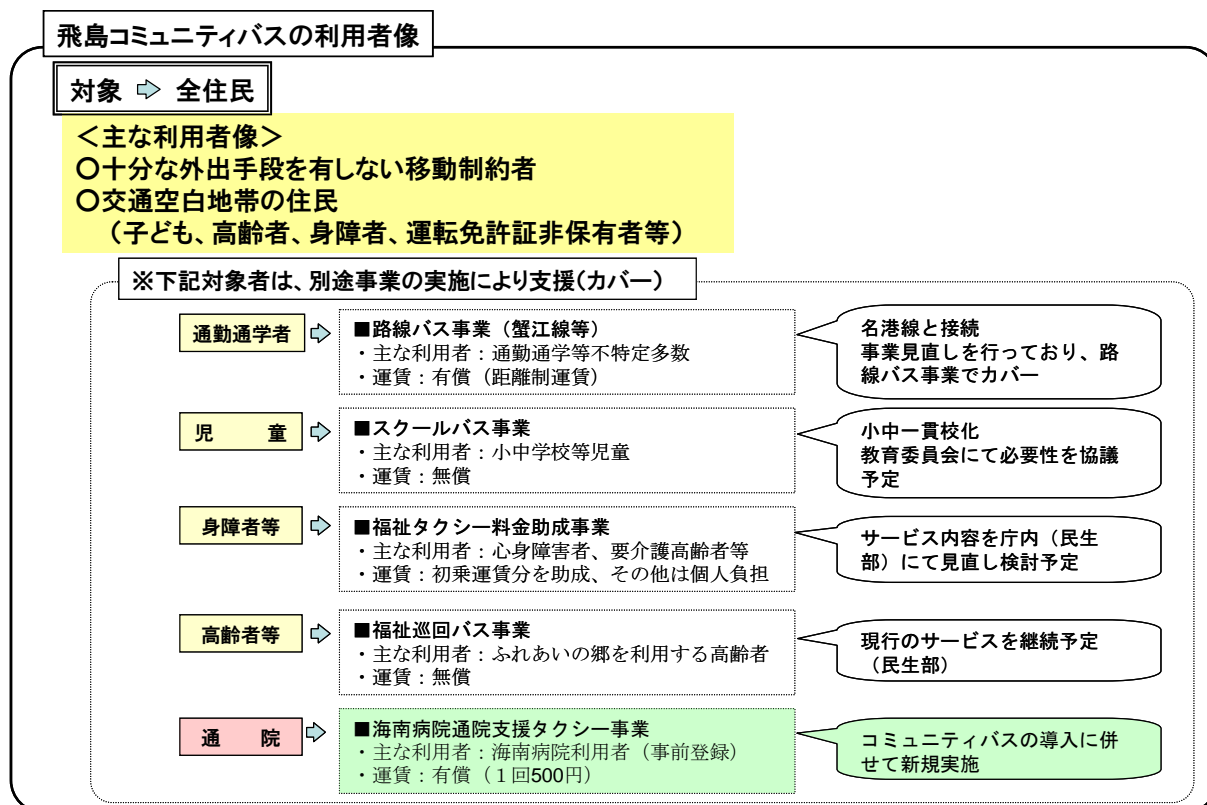 飛島コミュニティバスの利用者像
対象 ⇨ 全住民
＜主な利用者像＞
〇十分な外出手段を有しない移動制約者
〇交通空白地帯の住民
（子ども、高齢者、身障者、運転免許証非保有者等）
※下記対象者は、別途事業の実施により支援（カバー）
通勤通学者
■路線バス事業（蟹江線等）
・主な利用者：通勤通学等不特定多数
・運賃：有償（距離制運賃）
名港線と接続
事業見直しを行っており、路
線バス事業でカバー
児　　童
■スクールバス事業
・主な利用者：小中学校等児童
・運賃：無償
小中一貫校化
教育委員会にて必要性を協議
予定
身障者等
■福祉タクシー料金助成事業
・主な利用者：心身障害者、要介護高齢者等
・運賃：初乗運賃分を助成、その他は個人負担
サービス内容を庁内（民生
部）にて見直し検討予定
高齢者等
■福祉巡回バス事業
・主な利用者：ふれあいの郷を利用する高齢者
・運賃：無償
現行のサービスを継続予定
（民生部）
通　　院
■海南病院通院支援タクシー事業
・主な利用者：海南病院利用者（事前登録）
・運賃：有償（１回500円）
コミュニティバスの導入に併
せて新規実施